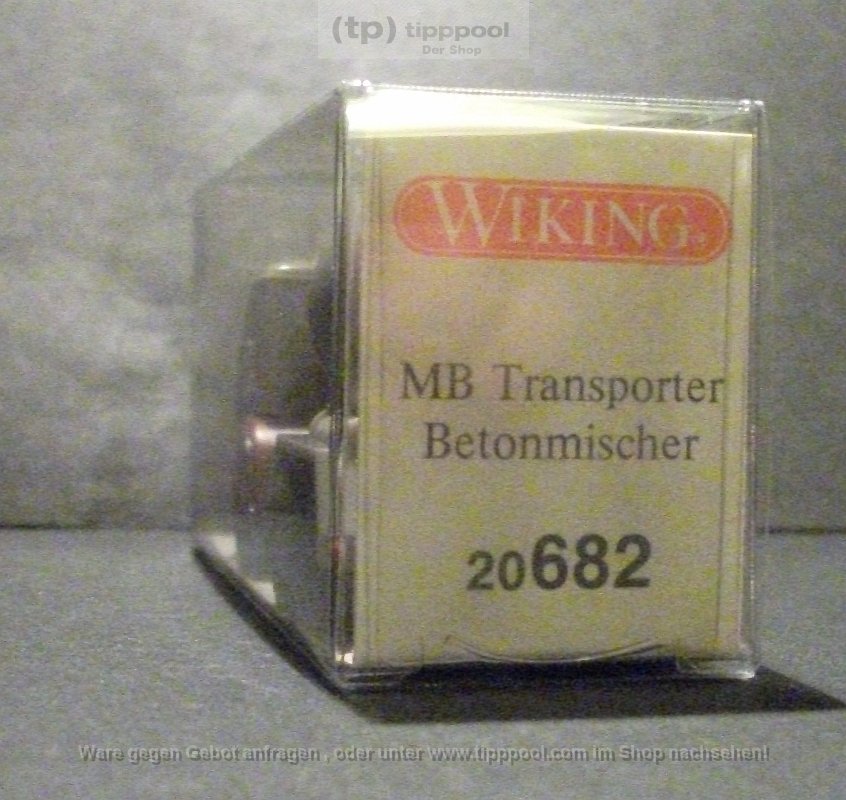 (tp) tipppool
Der Shop
WIKING®
MB Transporter
Betonmischer
20682
Ware gegen Gebot anfragen , oder unter www.tipppool.com im Shop nachsehen!